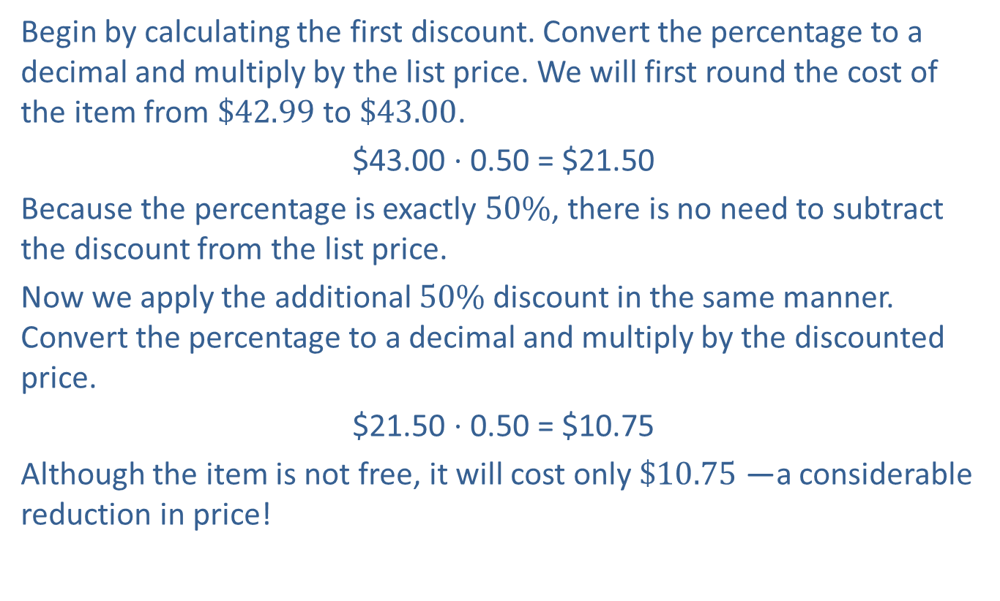 Begin by calculating the first discount. Convert the percentage to a
decimal and multiply by the list price. We will first round the cost of
the item from $42.99 to $43.00.
$43.00 · 0.50 = $21.50
Because the percentage is exactly 50%, there is no need to subtract
the discount from the list price.
Now we apply the additional 50% discount in the same manner.
Convert the percentage to a decimal and multiply by the discounted
price.
$21.50 · 0.50 = $10.75
Although the item is not free, it will cost only $10.75 —a considerable
reduction in price!